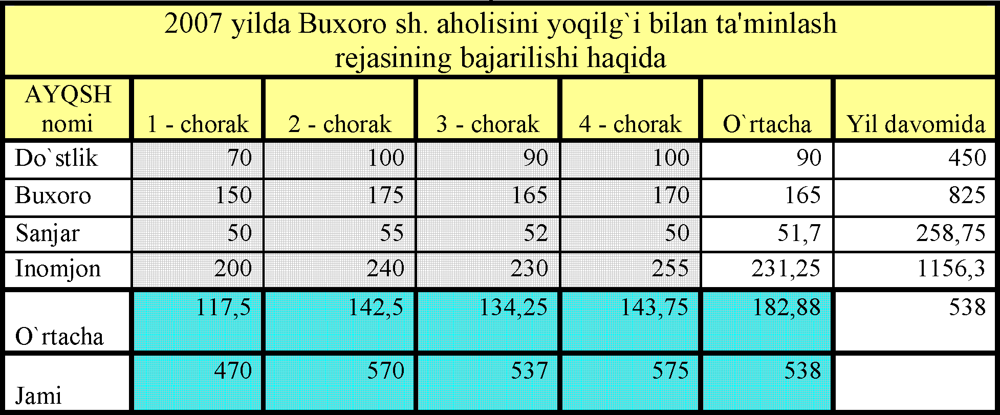 2007 yilda Buxoro sh. aholisini yoqilg`i bilan ta'minlash
rejasining bajarilishi haqida
AYQSH
nomi 1 - chorak 2 - chorak 3 - chorak 4 - chorak O`rtacha Yil davomida
Do`stlik 70 100 90 100 90 450
Buxoro 150 175 165 170 165 825
Sanjar 50 55 52 50 51,7 258,75
Inomjon 200 240 230 255 231,25 1156,3
O`rtacha 117,5 142,5 134,25 143,75 182,88 538
Jami 470 570 537 575 538